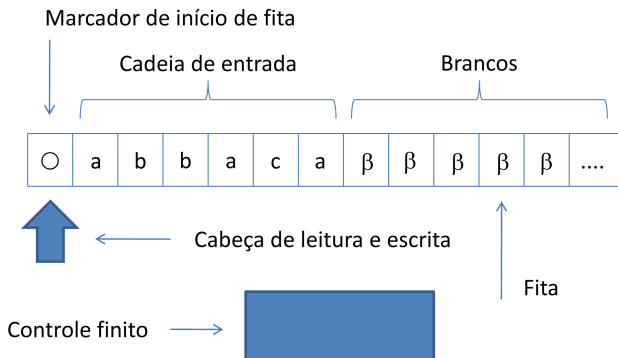 Marcador de início de fita
Cadeia de entrada
Brancos
○ a b b a c a β β β β β ....
Cabeça de leitura e escrita
Fita
Controle finito